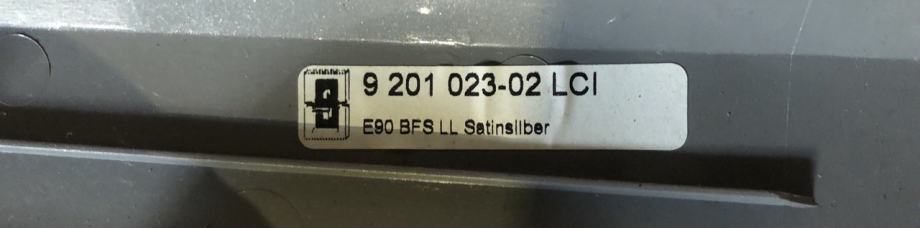 9 201 023-02 LCI
E90 BFS LL Satinsilber